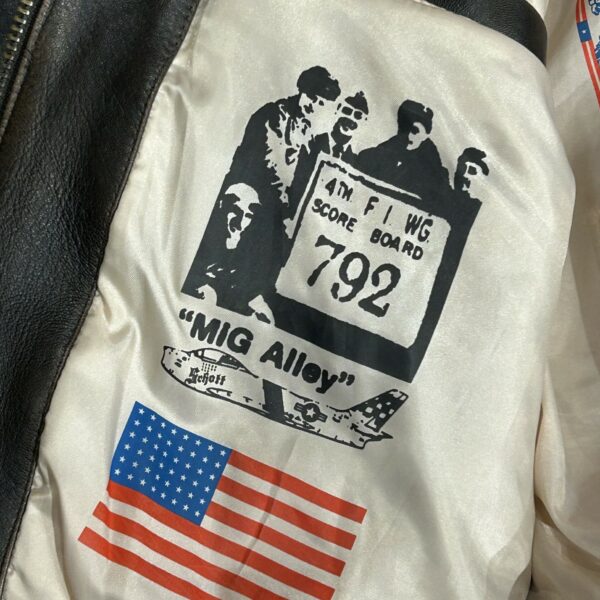 4TH F. I. WG.
SCORE BOARD
792
"MIG Alley"
Schott